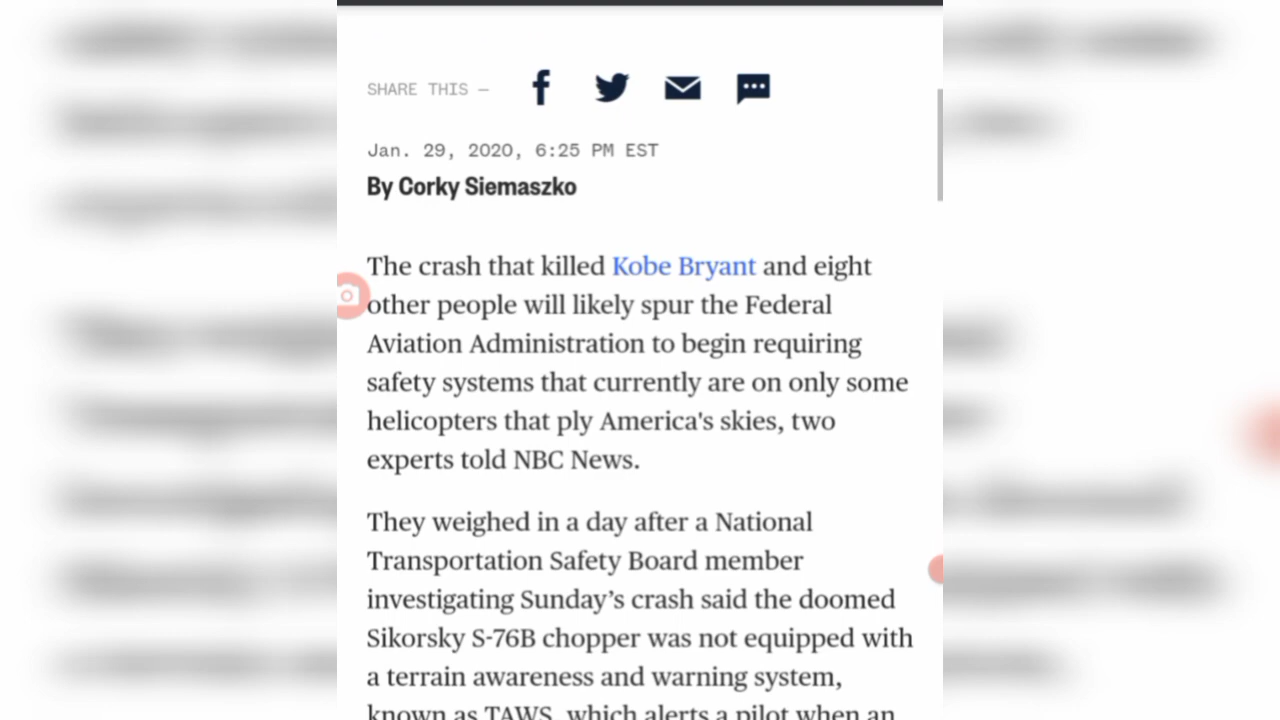 SHARE THIS —
Jan. 29, 2020, 6:25 PM EST
By Corky Siemaszko
The crash that killed Kobe Bryant and eight
other people will likely spur the Federal
Aviation Administration to begin requiring
safety systems that currently are on only some
helicopters that ply America's skies, two
experts told NBC News.
They weighed in a day after a National
Transportation Safety Board member
investigating Sunday’s crash said the doomed
Sikorsky S-76B chopper was not equipped with
a terrain awareness and warning system,
known as TAWS, which alerts a pilot when an